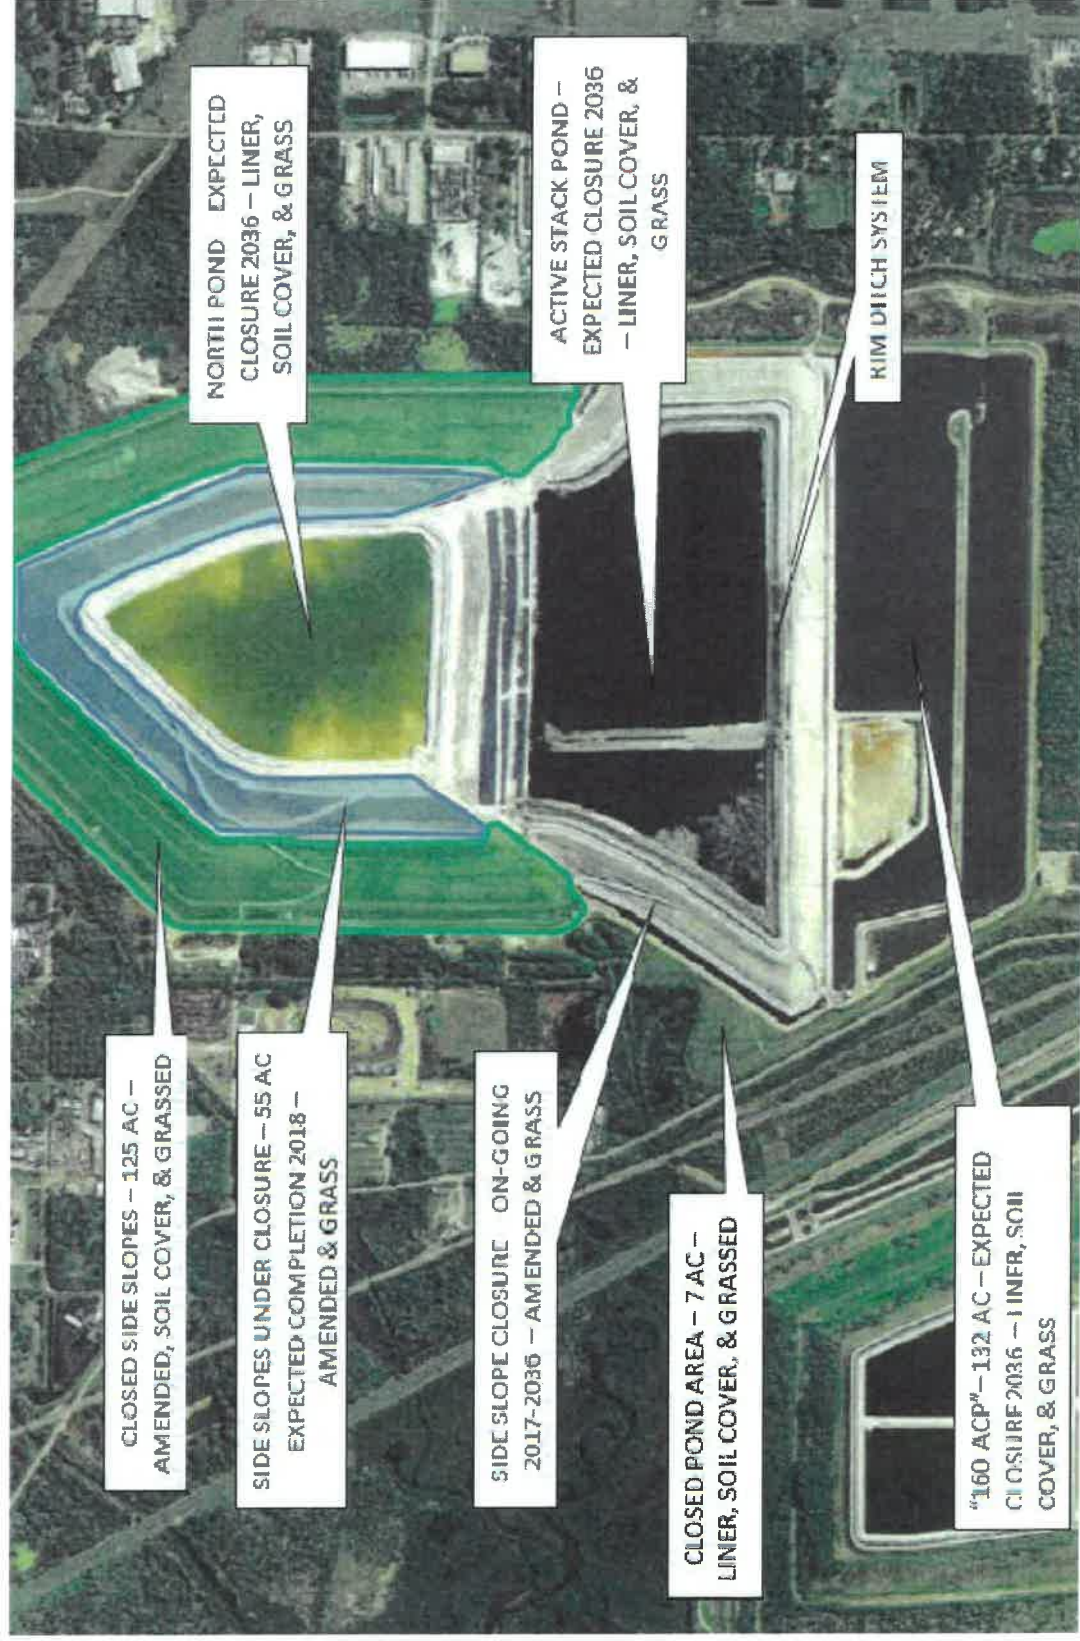 CLOSED SIDE SLOPES – 125 AC –
AMENDED, SOIL COVER, & GRASSED
SIDE SLOPES UNDER CLOSURE – 55 AC
EXPECTED COMPLETION 2018 –
AMENDED & GRASS
SIDE SLOPE CLOSURE ON-GOING
2017-2036 – AMENDED & GRASS
CLOSED POND AREA – 7 AC –
LINER, SOIL COVER, & GRASSED
"160 ACP" – 132 AC – EXPECTED
CLOSURE 2036 – LINER, SOIL
COVER, & GRASS
NORTH POND EXPECTED
CLOSURE 2036 – LINER,
SOIL COVER, & GRASS
ACTIVE STACK POND –
EXPECTED CLOSURE 2036
– LINER, SOIL COVER, &
GRASS
RIM DITCH SYSTEM